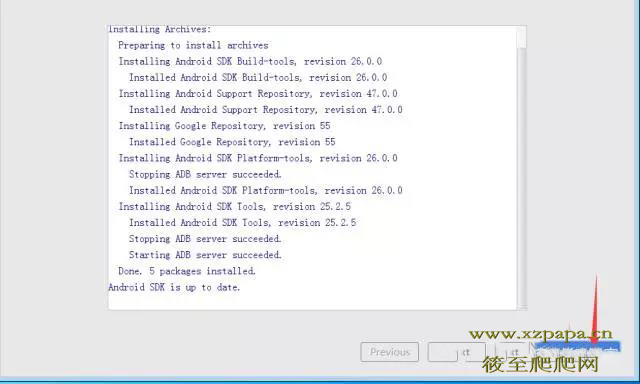 Installing Archives:
Preparing to install archives
Installing Android SDK Build-tools, revision 26.0.0
Installed Android SDK Build-tools, revision 26.0.0
Installing Android Support Repository, revision 47.0.0
Installed Android Support Repository, revision 47.0.0
Installing Google Repository, revision 55
Installed Google Repository, revision 55
Installing Android SDK Platform-tools, revision 26.0.0
Stopping ADB server succeeded.
Installed Android SDK Platform-tools, revision 26.0.0
Installing Android SDK Tools, revision 25.2.5
Installed Android SDK Tools, revision 25.2.5
Stopping ADB server succeeded.
Starting ADB server succeeded.
Done. 5 packages installed.
Android SDK is up to date.
www.xzpapa.cn
Previous
筱至爬爬网